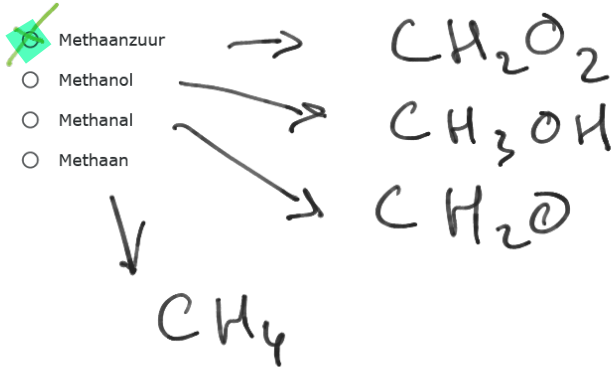 Methaanzuur → CH₂O₂
Methanol → CH₃OH
Methanal → CH₂O
Methaan
CH₄